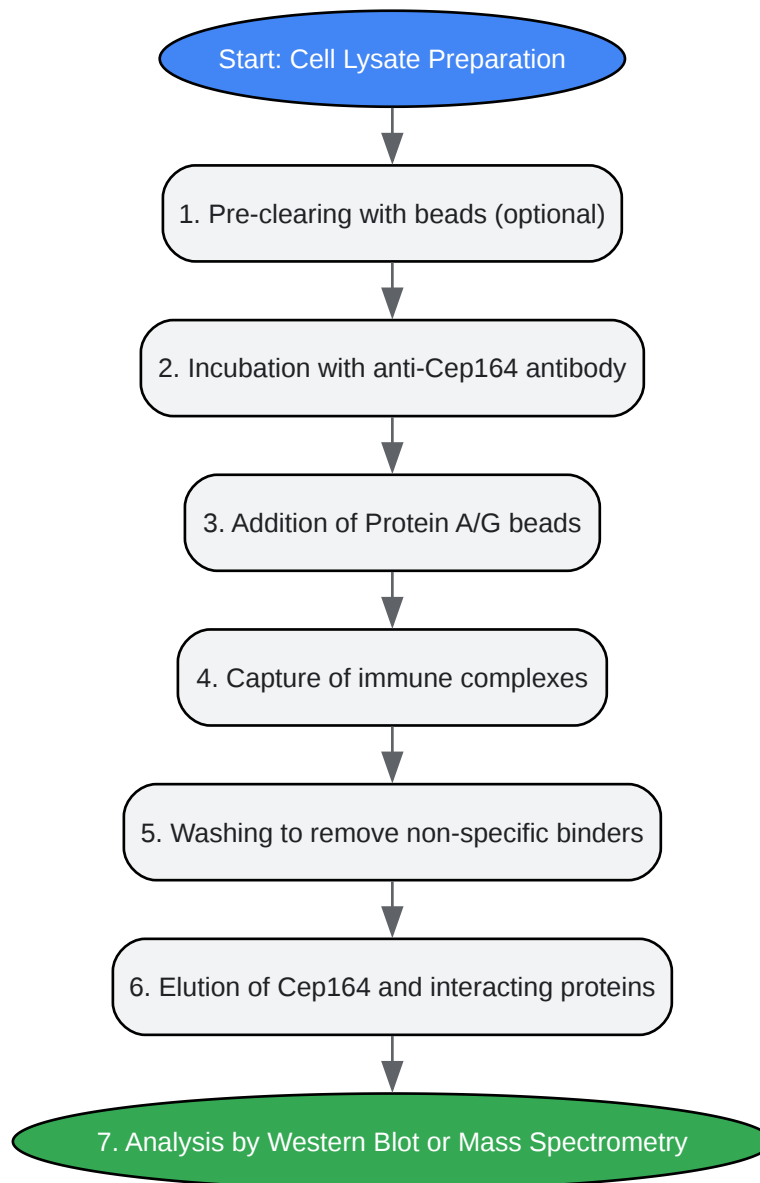 Start: Cell Lysate Preparation
1. Pre-clearing with beads (optional)
2. Incubation with anti-Cep164 antibody
3. Addition of Protein A/G beads
4. Capture of immune complexes
5. Washing to remove non-specific binders
6. Elution of Cep164 and interacting proteins
7. Analysis by Western Blot or Mass Spectrometry